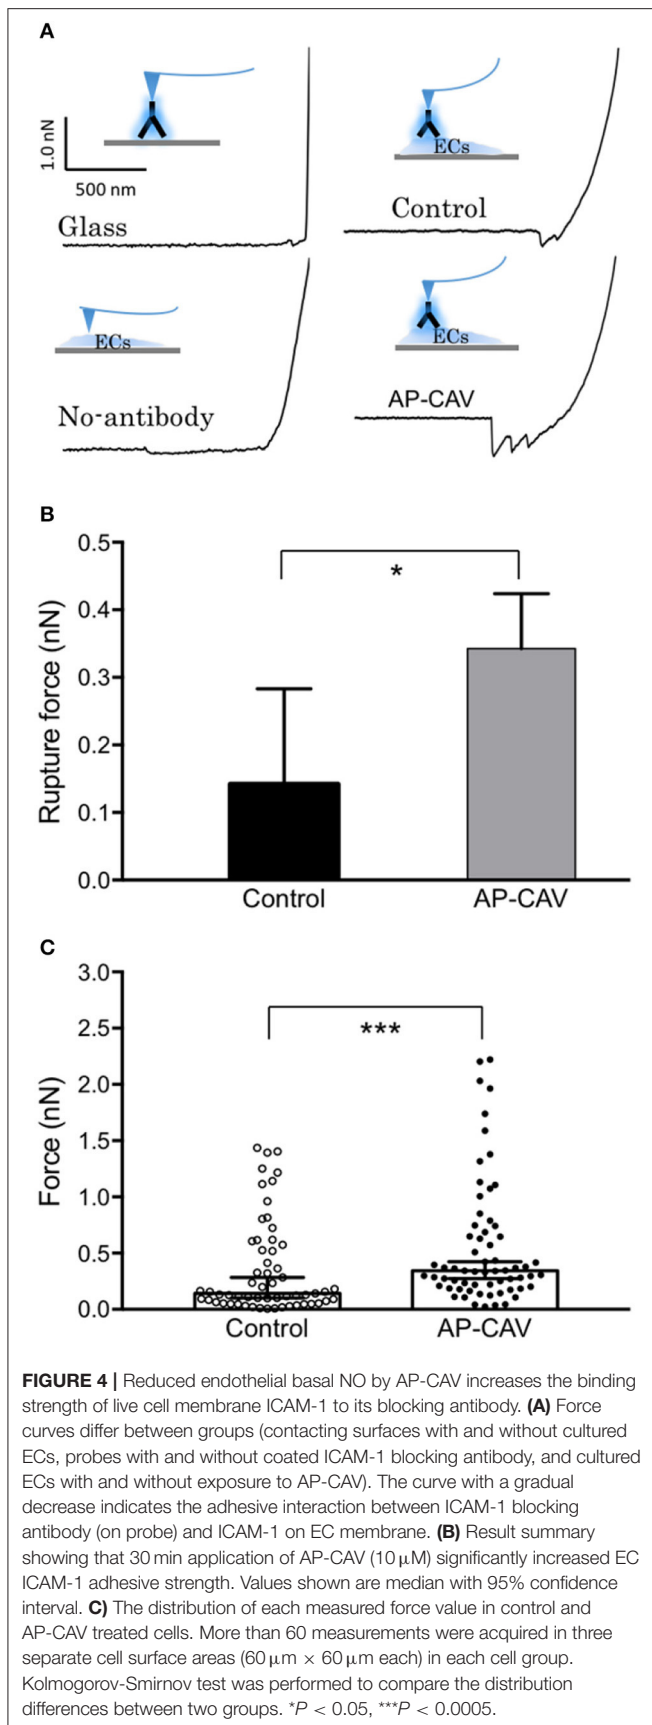 A
1.0 nN
500 nm
Glass
ECs
Control
ECs
No-antibody
ECs
AP-CAV
B
Rupture force (nN)
0.5
0.4
0.3
0.2
0.1
0.0
*
Control
AP-CAV
C
Force (nN)
3.0
2.5
2.0
1.5
1.0
0.5
0.0
***
Control
AP-CAV
FIGURE 4 | Reduced endothelial basal NO by AP-CAV increases the binding
strength of live cell membrane ICAM-1 to its blocking antibody. (A) Force
curves differ between groups (contacting surfaces with and without cultured
ECs, probes with and without coated ICAM-1 blocking antibody, and cultured
ECs with and without exposure to AP-CAV). The curve with a gradual
decrease indicates the adhesive interaction between ICAM-1 blocking
antibody (on probe) and ICAM-1 on EC membrane. (B) Result summary
showing that 30 min application of AP-CAV (10 μM) significantly increased EC
ICAM-1 adhesive strength. Values shown are median with 95% confidence
interval. C) The distribution of each measured force value in control and
AP-CAV treated cells. More than 60 measurements were acquired in three
separate cell surface areas (60 μm × 60 μm each) in each cell group.
Kolmogorov-Smirnov test was performed to compare the distribution
differences between two groups. *P < 0.05, ***P < 0.0005.